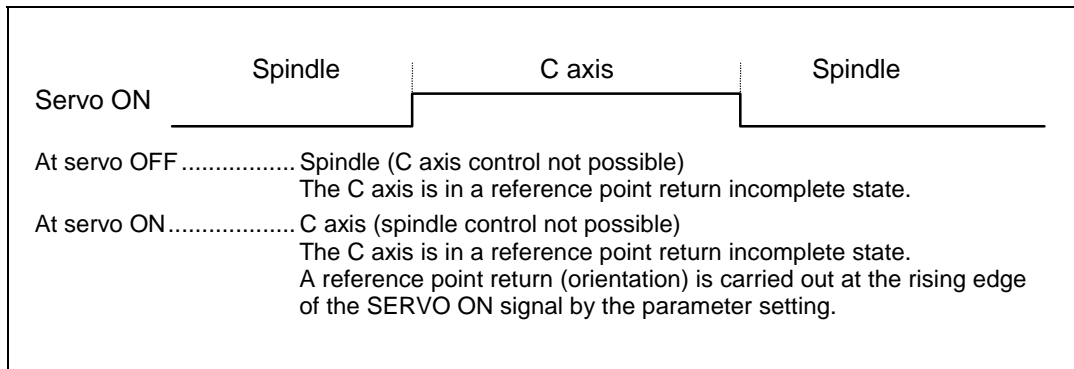 Spindle C axis Spindle
Servo ON
At servo OFF ................. Spindle (C axis control not possible)
The C axis is in a reference point return incomplete state.
At servo ON................... C axis (spindle control not possible)
The C axis is in a reference point return incomplete state.
A reference point return (orientation) is carried out at the rising edge
of the SERVO ON signal by the parameter setting.